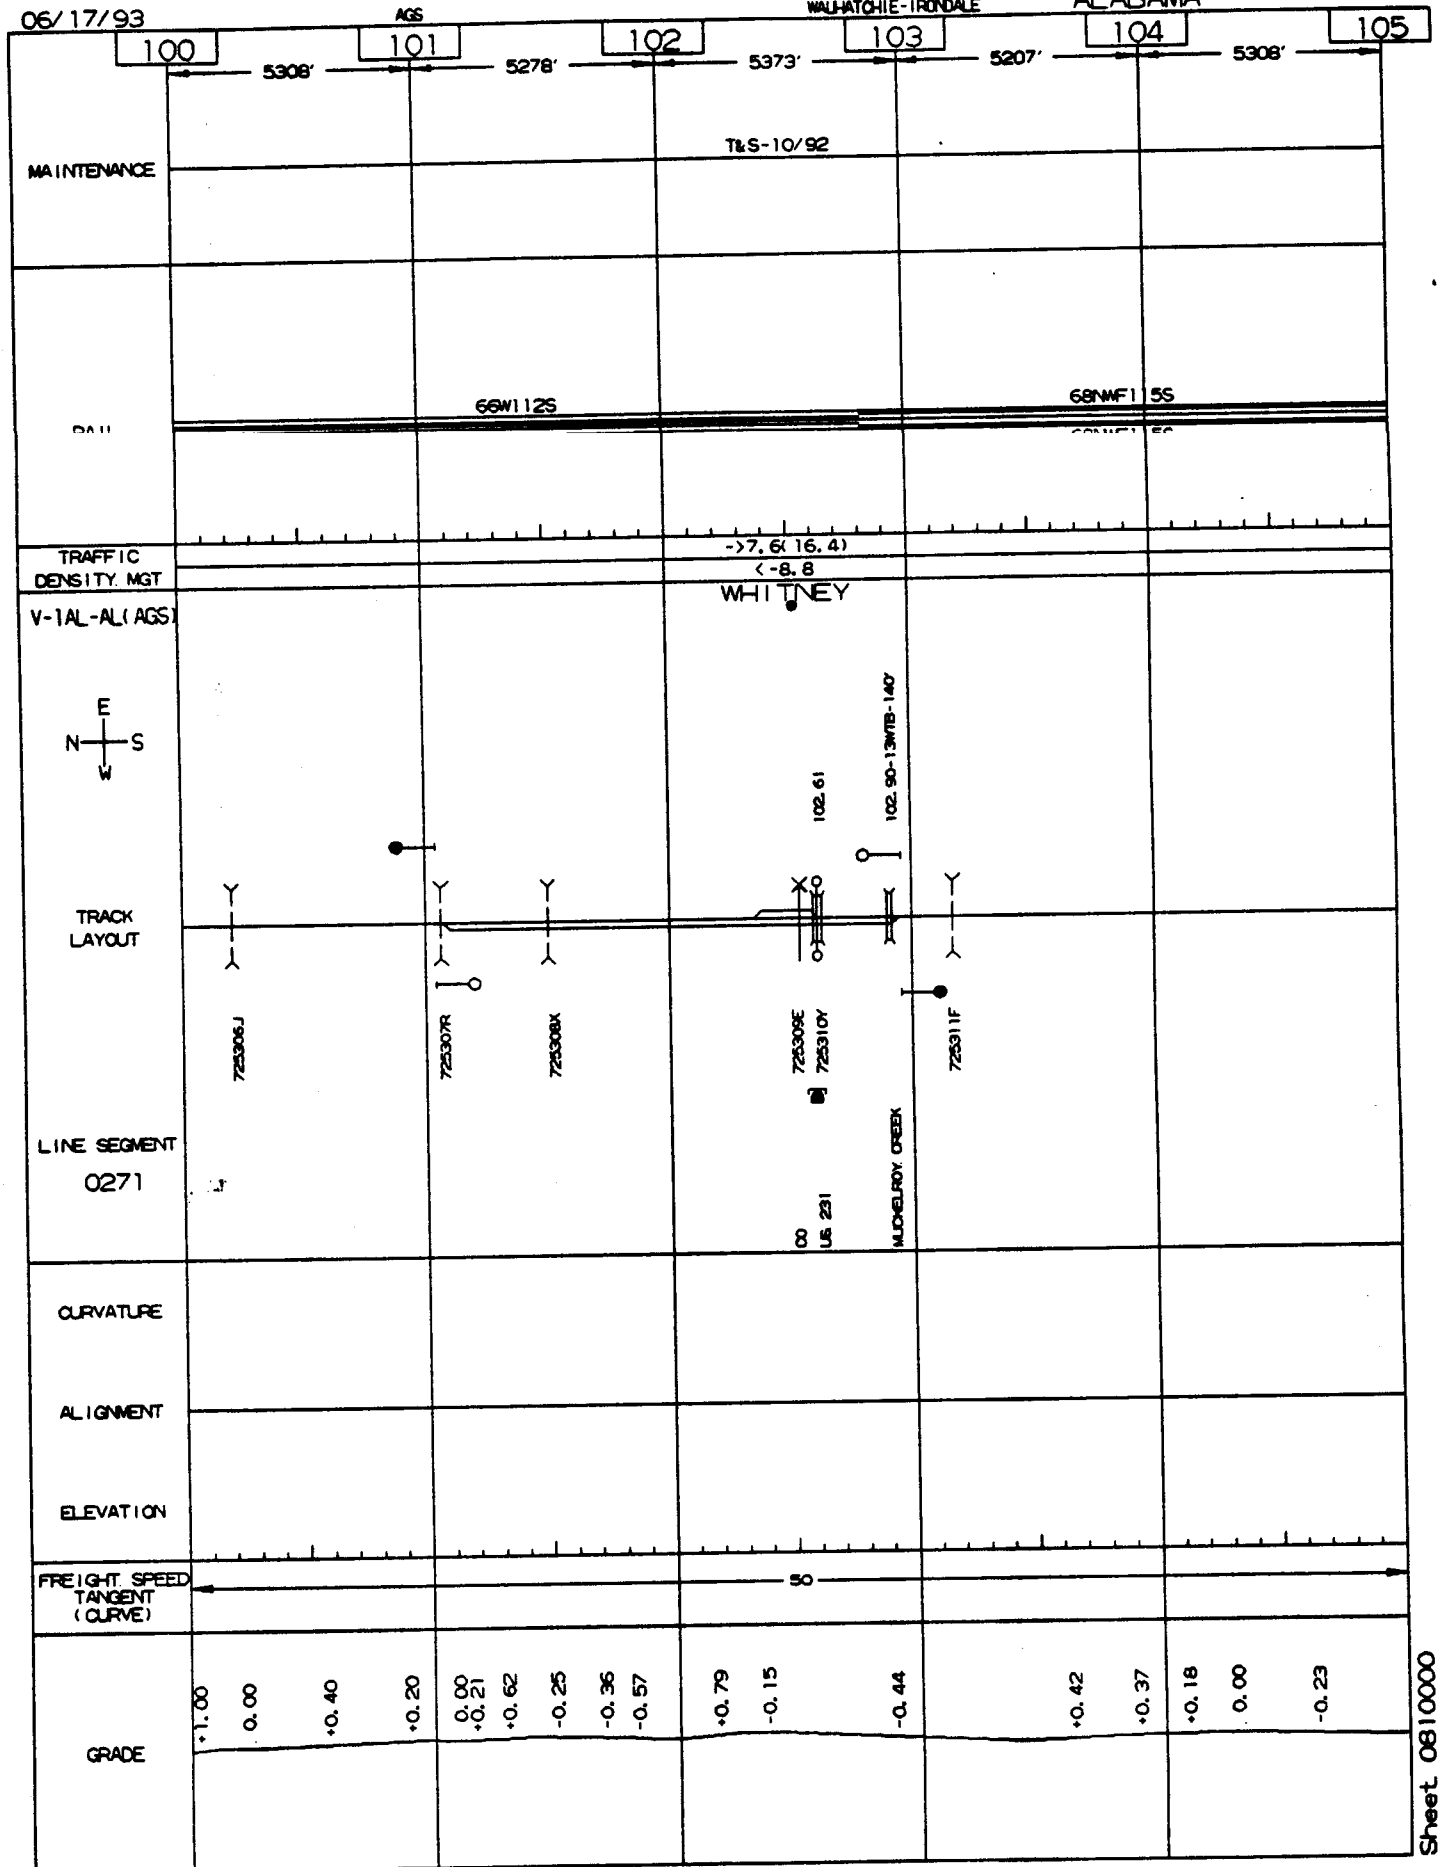 06/17/93
AGS
WAUHATCHIE-IRONDALE
ALABAMA
100 101 102 103 104 105
5308' 5278' 5373' 5207' 5308'
MAINTENANCE
T&S-10/92
66W112S
68NWF115S
TRAFFIC
DENSITY. MGT
->7.6(16.4)
<-8.8
V-1AL-AL(AGS)
WHITNEY
E
N S
W
102.61
102.90-13WTB-140'
TRACK
LAYOUT
725306J
725307R
725308X
725309E
725310Y
725311F
LINE SEGMENT
0271
CO
US 231
MUCKELROY. CREEK
CURVATURE
ALIGNMENT
ELEVATION
FREIGHT. SPEED
TANGENT
(CURVE)
50
GRADE
+1.00
0.00
+0.40
+0.20
0.00
+0.21
+0.62
-0.25
-0.36
-0.57
+0.79
-0.15
-0.44
+0.42
+0.37
+0.18
0.00
-0.23
Sheet 0810000